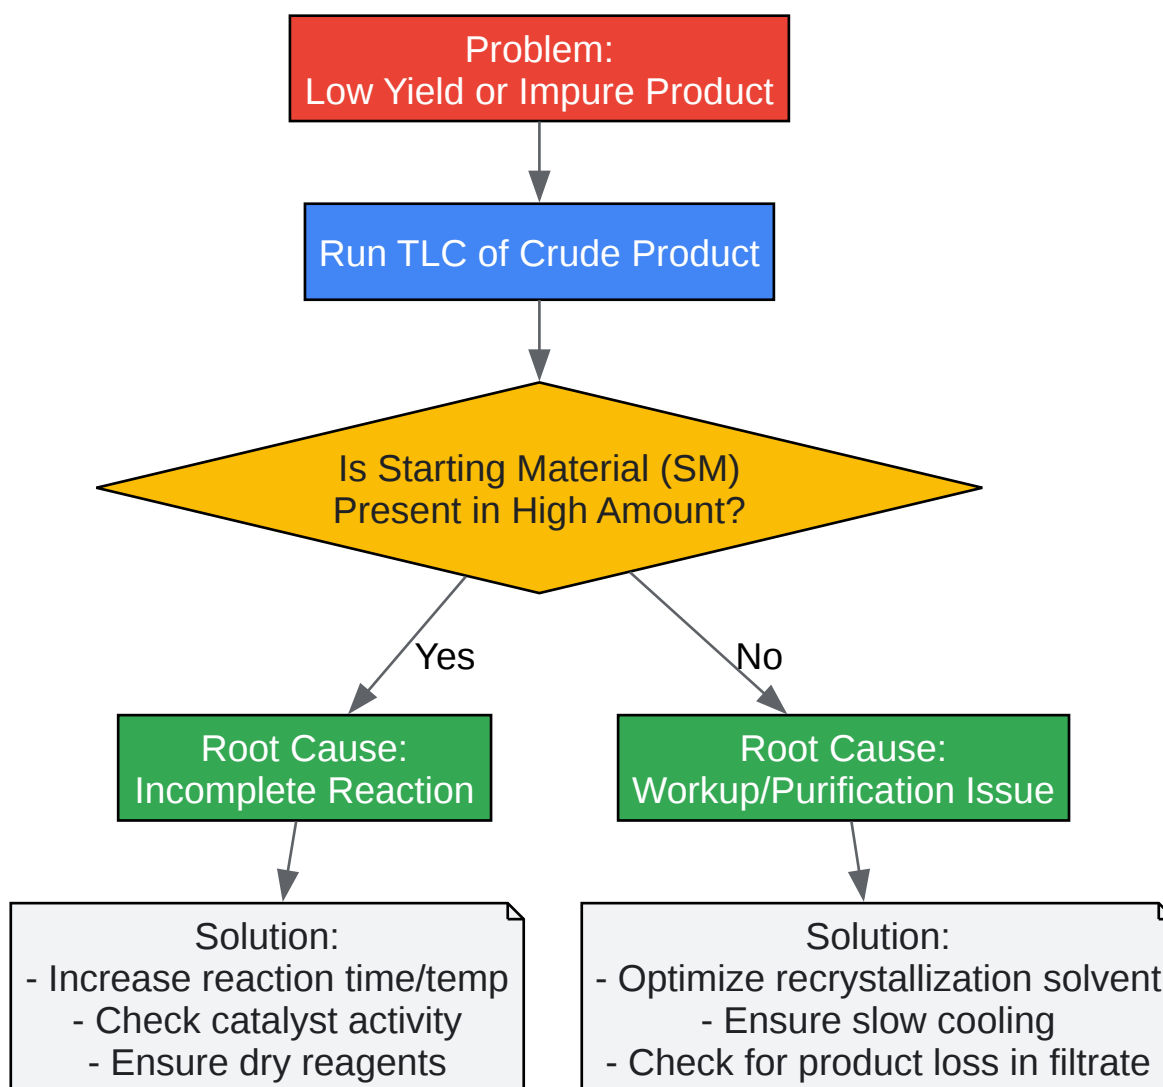 Problem:
Low Yield or Impure Product
Run TLC of Crude Product
Is Starting Material (SM)
Present in High Amount?
Yes
No
Root Cause:
Incomplete Reaction
Root Cause:
Workup/Purification Issue
Solution:
- Increase reaction time/temp
- Check catalyst activity
- Ensure dry reagents
Solution:
- Optimize recrystallization solvent
- Ensure slow cooling
- Check for product loss in filtrate